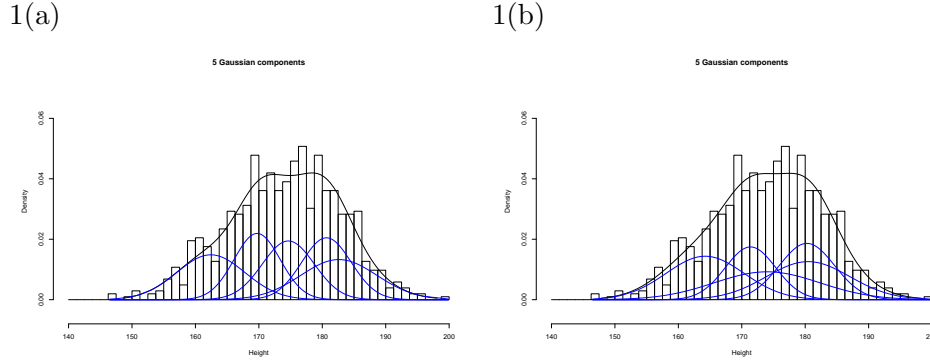 1(a)
5 Gaussian components
Density
0.00 0.02 0.04 0.06
140 150 160 170 180 190 200
Height
1(b)
5 Gaussian components
Density
0.00 0.02 0.04 0.06
140 150 160 170 180 190
Height